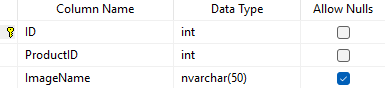 Column Name Data Type Allow Nulls
ID int
ProductID int
ImageName nvarchar(50)